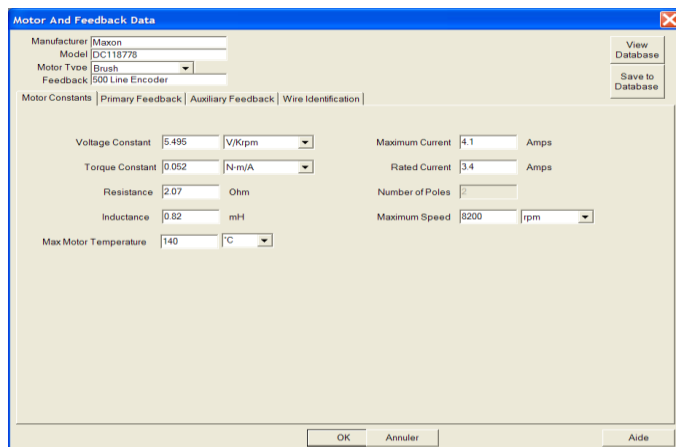 Motor And Feedback Data
Manufacturer Maxon
Model DC118778
Motor Type Brush
Feedback 500 Line Encoder
View Database
Save to Database
Motor Constants Primary Feedback Auxiliary Feedback Wire Identification
Voltage Constant 5.495 V/Krpm Maximum Current 4.1 Amps
Torque Constant 0.052 N-m/A Rated Current 3.4 Amps
Resistance 2.07 Ohm Number of Poles 2
Inductance 0.82 mH Maximum Speed 8200 rpm
Max Motor Temperature 140 °C
OK Annuler Aide